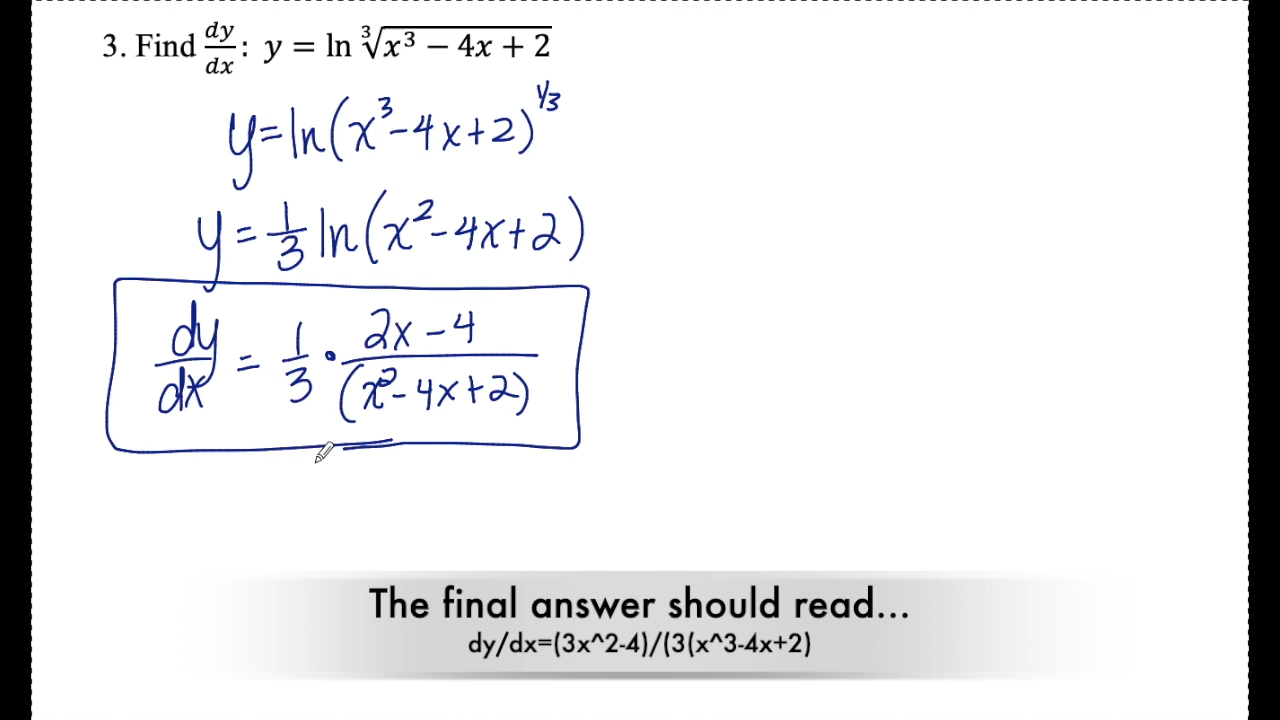 3. Find dy/dx: y = ln ∛(x³ − 4x + 2)
y=ln(x³-4x+2)^1/3
y = 1/3 ln(x²-4x+2)
dy/dx = 1/3 · (2x-4)/(x²-4x+2)
The final answer should read...
dy/dx=(3x^2-4)/(3(x^3-4x+2)